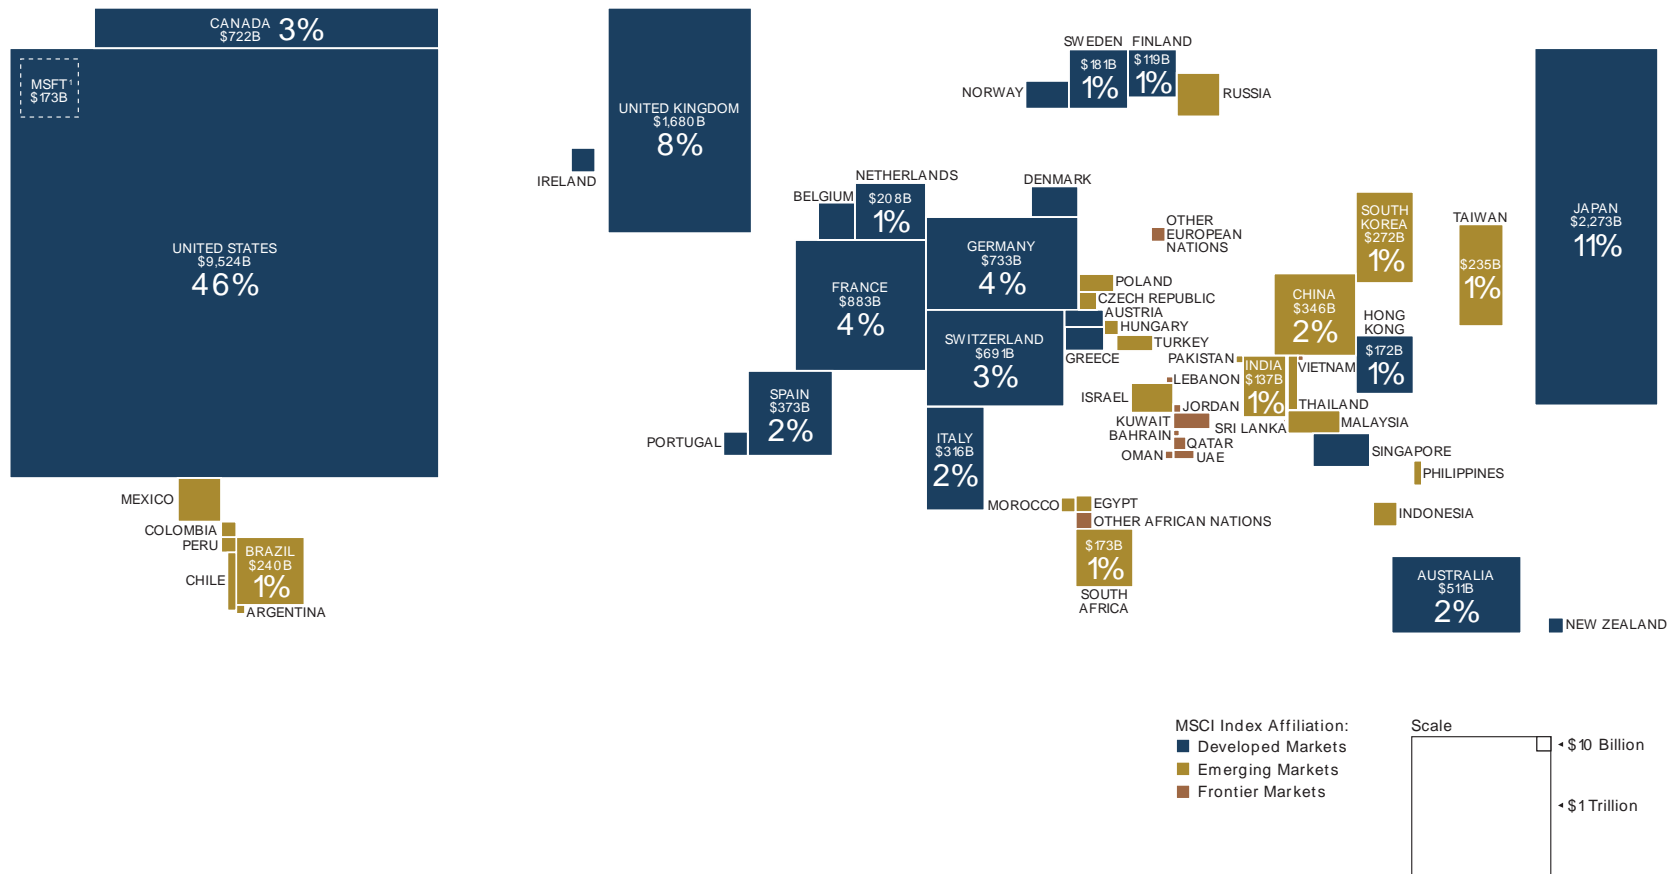 CANADA
$722B
3%
MSFT¹
$173B
UNITED STATES
$9,524B
46%
MEXICO
COLOMBIA
PERU
CHILE
BRAZIL
$240B
1%
ARGENTINA
IRELAND
UNITED KINGDOM
$1,680B
8%
NORWAY
SWEDEN
$181B
1%
FINLAND
$119B
1%
RUSSIA
BELGIUM
NETHERLANDS
$208B
1%
DENMARK
FRANCE
$883B
4%
GERMANY
$733B
4%
SWITZERLAND
$691B
3%
SPAIN
$373B
2%
PORTUGAL
ITALY
$316B
2%
OTHER
EUROPEAN
NATIONS
POLAND
CZECH REPUBLIC
AUSTRIA
HUNGARY
GREECE
TURKEY
PAKISTAN
LEBANON
ISRAEL
JORDAN
KUWAIT
BAHRAIN
QATAR
OMAN
UAE
SRI LANKA
INDIA
$137B
1%
MOROCCO
EGYPT
OTHER AFRICAN NATIONS
$173B
1%
SOUTH
AFRICA
CHINA
$346B
2%
SOUTH
KOREA
$272B
1%
TAIWAN
$235B
1%
HONG
KONG
$172B
1%
VIETNAM
THAILAND
MALAYSIA
SINGAPORE
PHILIPPINES
INDONESIA
JAPAN
$2,273B
11%
AUSTRALIA
$511B
2%
NEW ZEALAND
MSCI Index Affiliation:
Developed Markets
Emerging Markets
Frontier Markets
Scale
$10 Billion
$1 Trillion